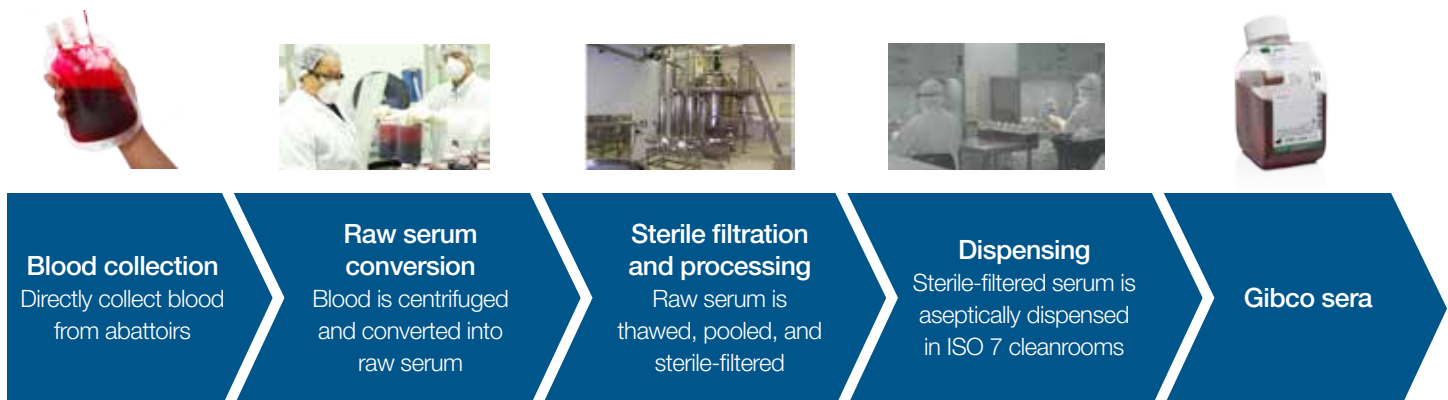 Blood collection
Directly collect blood
from abattoirs
Raw serum
conversion
Blood is centrifuged
and converted into
raw serum
Sterile filtration
and processing
Raw serum is
thawed, pooled, and
sterile-filtered
Dispensing
Sterile-filtered serum is
aseptically dispensed
in ISO 7 cleanrooms
Gibco sera